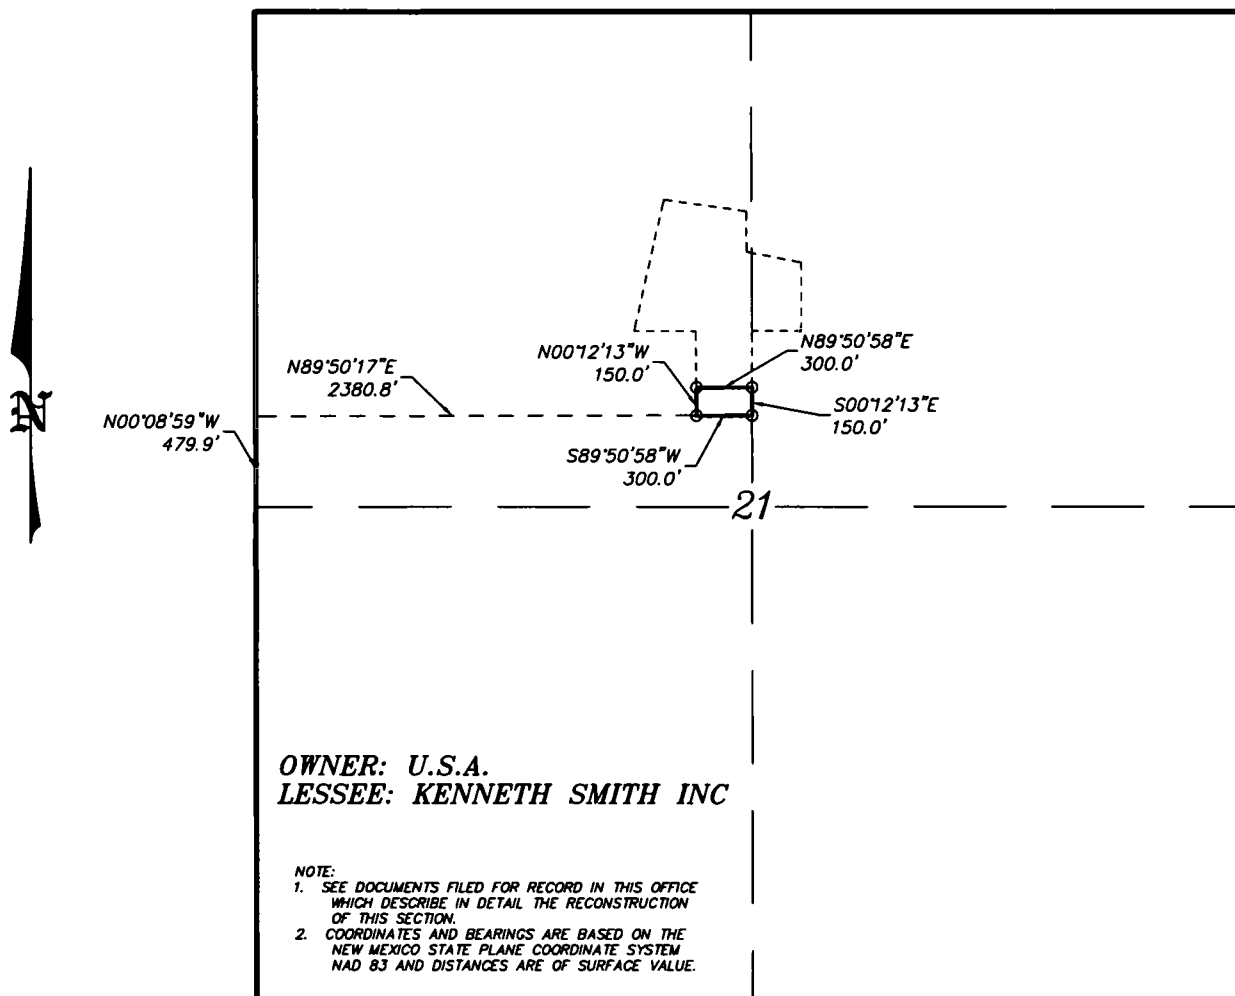 N
N89°50'58"E
300.0'
N00°12'13"W
150.0'
N89°50'17"E
2380.8'
S00°12'13"E
150.0'
N00°08'59"W
479.9'
S89°50'58"W
300.0'
21
OWNER: U.S.A.
LESSEE: KENNETH SMITH INC
NOTE:
1. SEE DOCUMENTS FILED FOR RECORD IN THIS OFFICE
WHICH DESCRIBE IN DETAIL THE RECONSTRUCTION
OF THIS SECTION.
2. COORDINATES AND BEARINGS ARE BASED ON THE
NEW MEXICO STATE PLANE COORDINATE SYSTEM
NAD 83 AND DISTANCES ARE OF SURFACE VALUE.